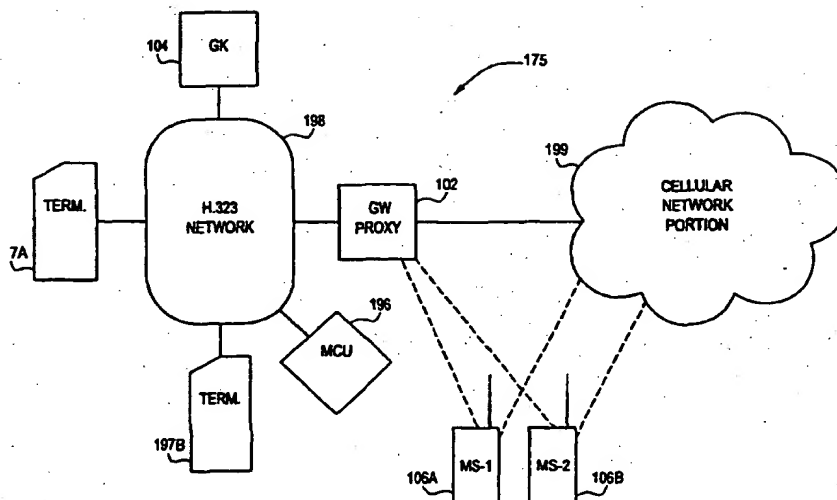 104
GK
175
198
199
TERM.
H.323
NETWORK
102
GW
PROXY
CELLULAR
NETWORK
PORTION
7A
196
MCU
TERM.
197B
MS-1
MS-2
106A
106B